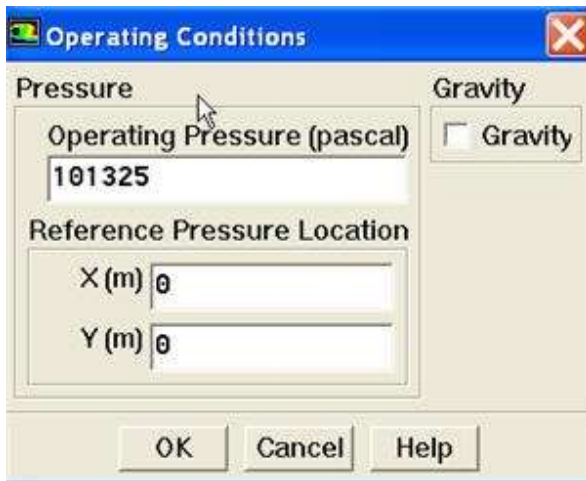 Operating Conditions
Pressure
Operating Pressure (pascal)
101325
Reference Pressure Location
X (m) 0
Y (m) 0
Gravity
Gravity
OK Cancel Help